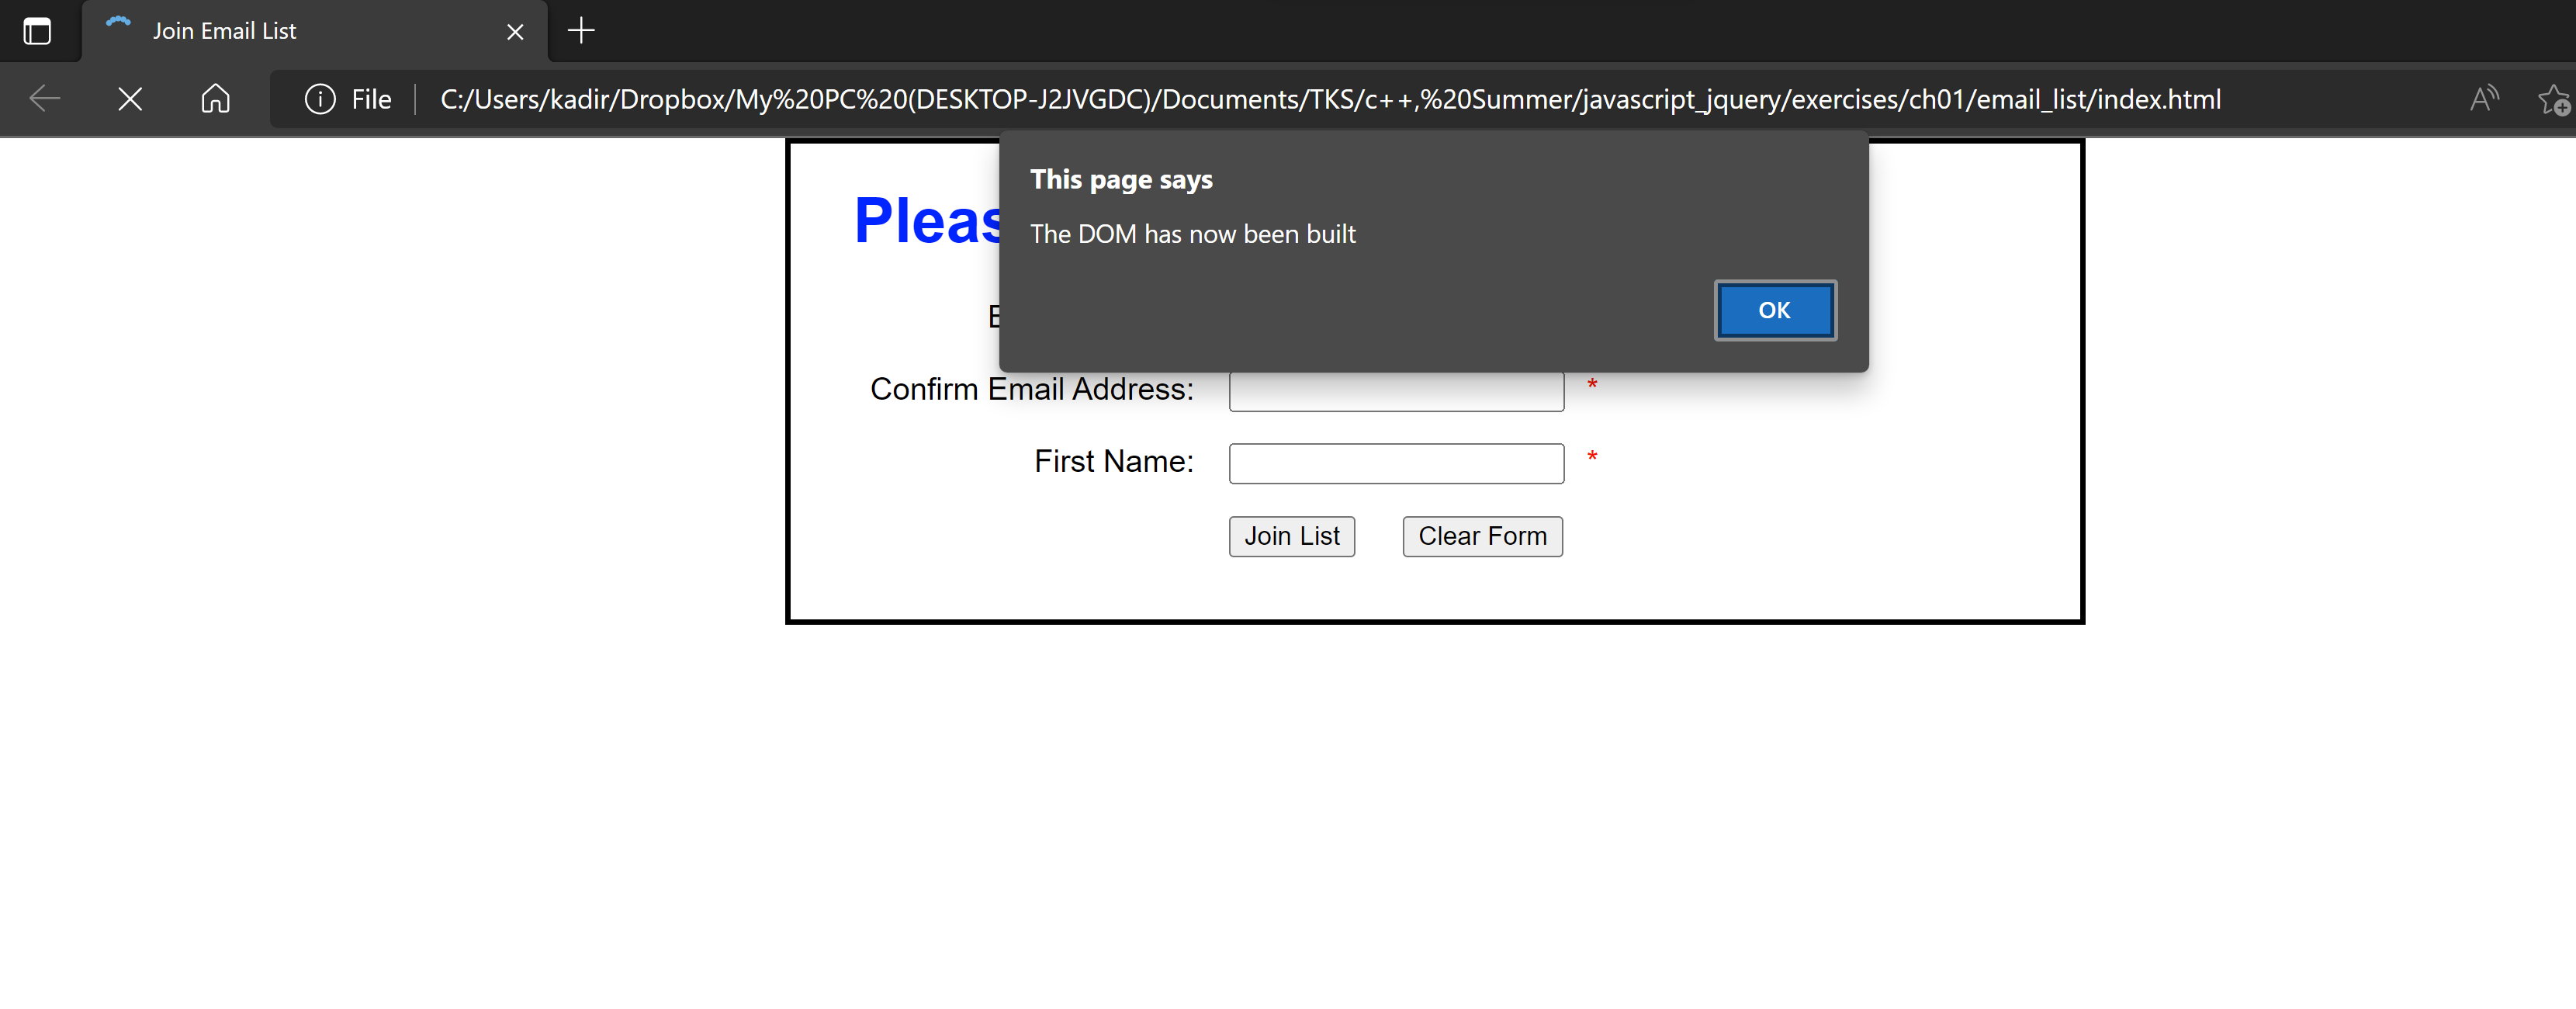 Join Email List
File
C:/Users/kadir/Dropbox/My%20PC%20(DESKTOP-J2JVGDC)/Documents/TKS/c++,%20Summer/javascript_jquery/exercises/ch01/email_list/index.html
This page says
The DOM has now been built
OK
Confirm Email Address: *
First Name: *
Join List Clear Form